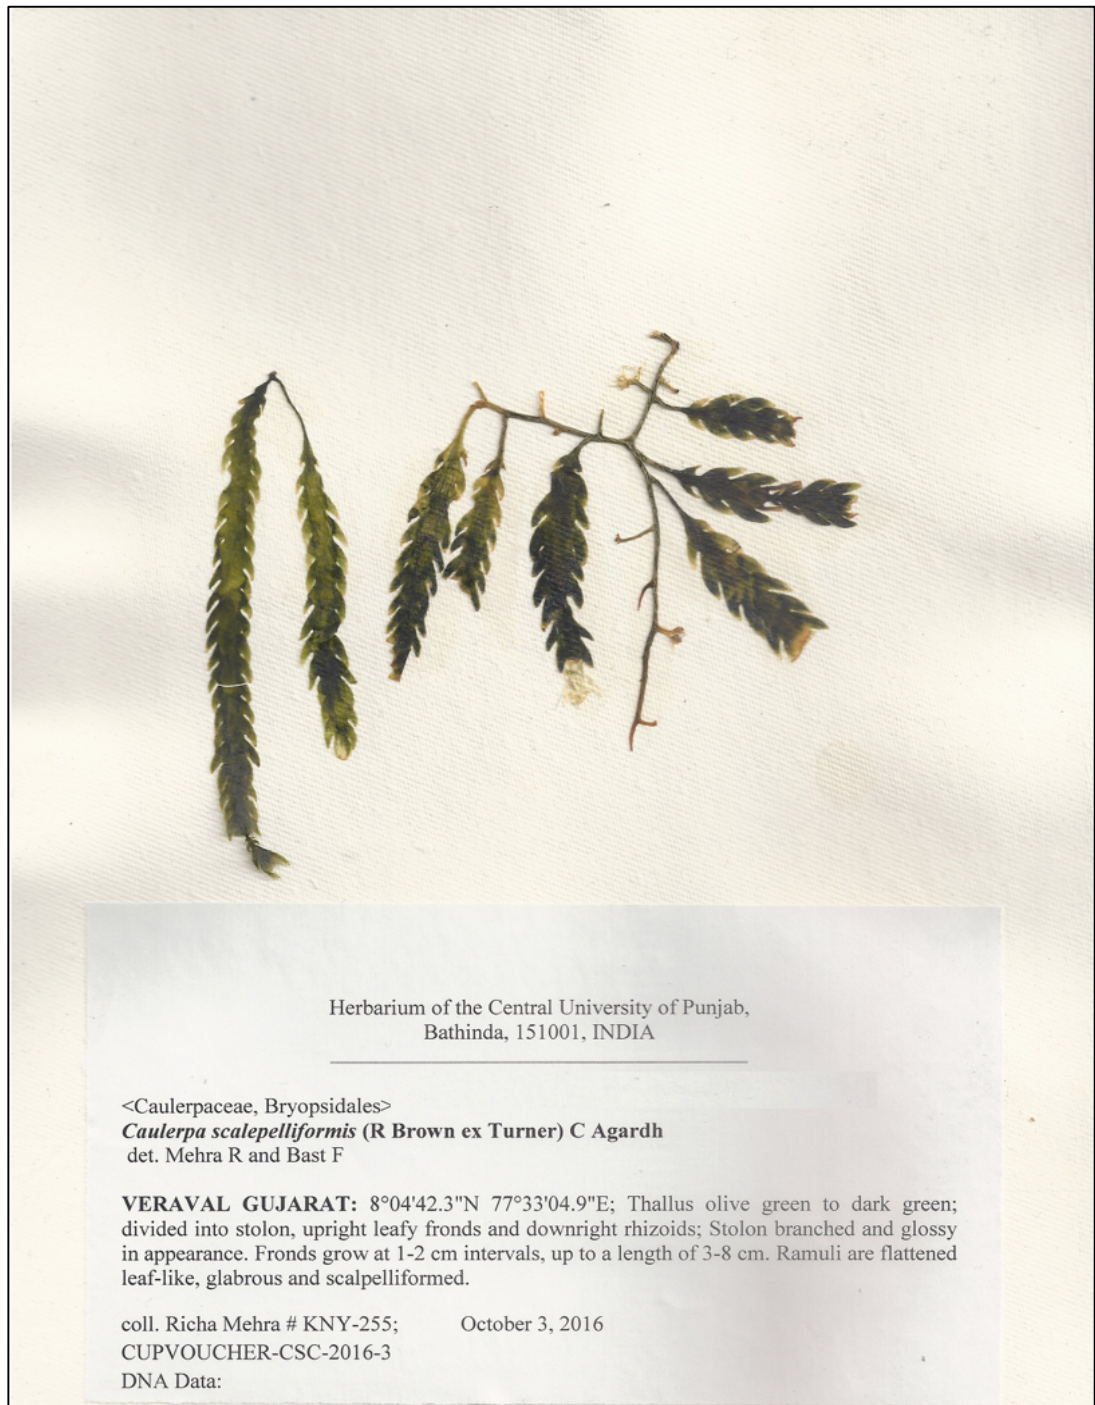 Herbarium of the Central University of Punjab,
Bathinda, 151001, INDIA
<Caulerpaceae, Bryopsidales>
Caulerpa scalepelliformis (R Brown ex Turner) C Agardh
det. Mehra R and Bast F
VERAVAL GUJARAT: 8°04'42.3"N 77°33'04.9"E; Thallus olive green to dark green;
divided into stolon, upright leafy fronds and downright rhizoids; Stolon branched and glossy
in appearance. Fronds grow at 1-2 cm intervals, up to a length of 3-8 cm. Ramuli are flattened
leaf-like, glabrous and scalpelliformed.
coll. Richa Mehra # KNY-255; October 3, 2016
CUPVOUCHER-CSC-2016-3
DNA Data: